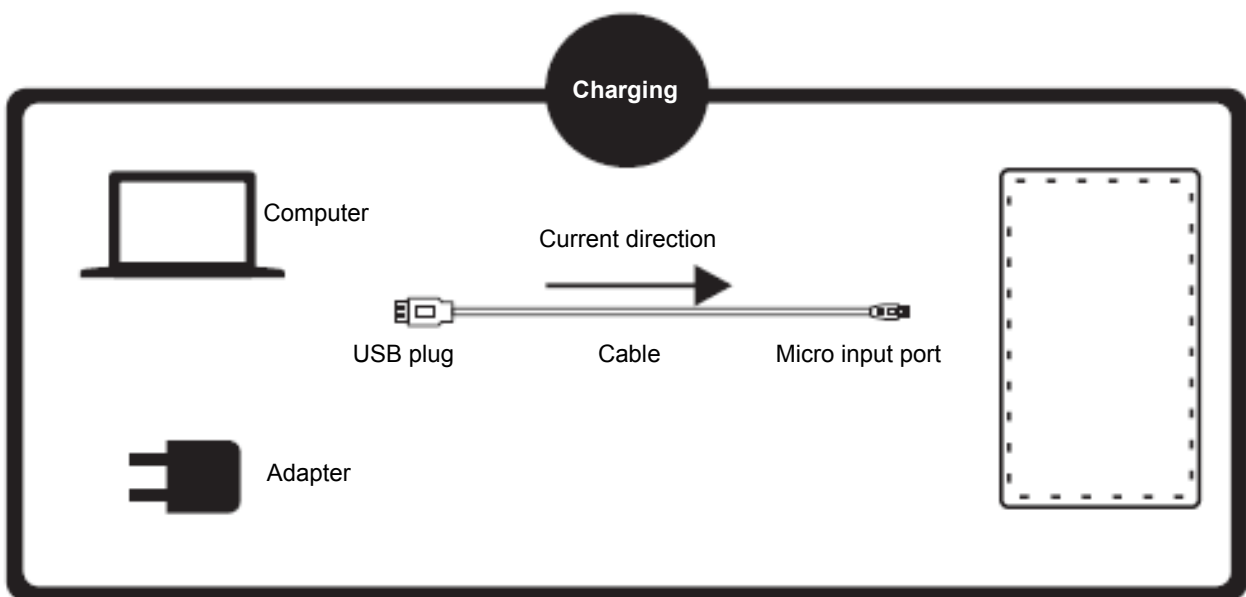 Charging
Computer
Current direction
USB plug
Cable
Micro input port
Adapter